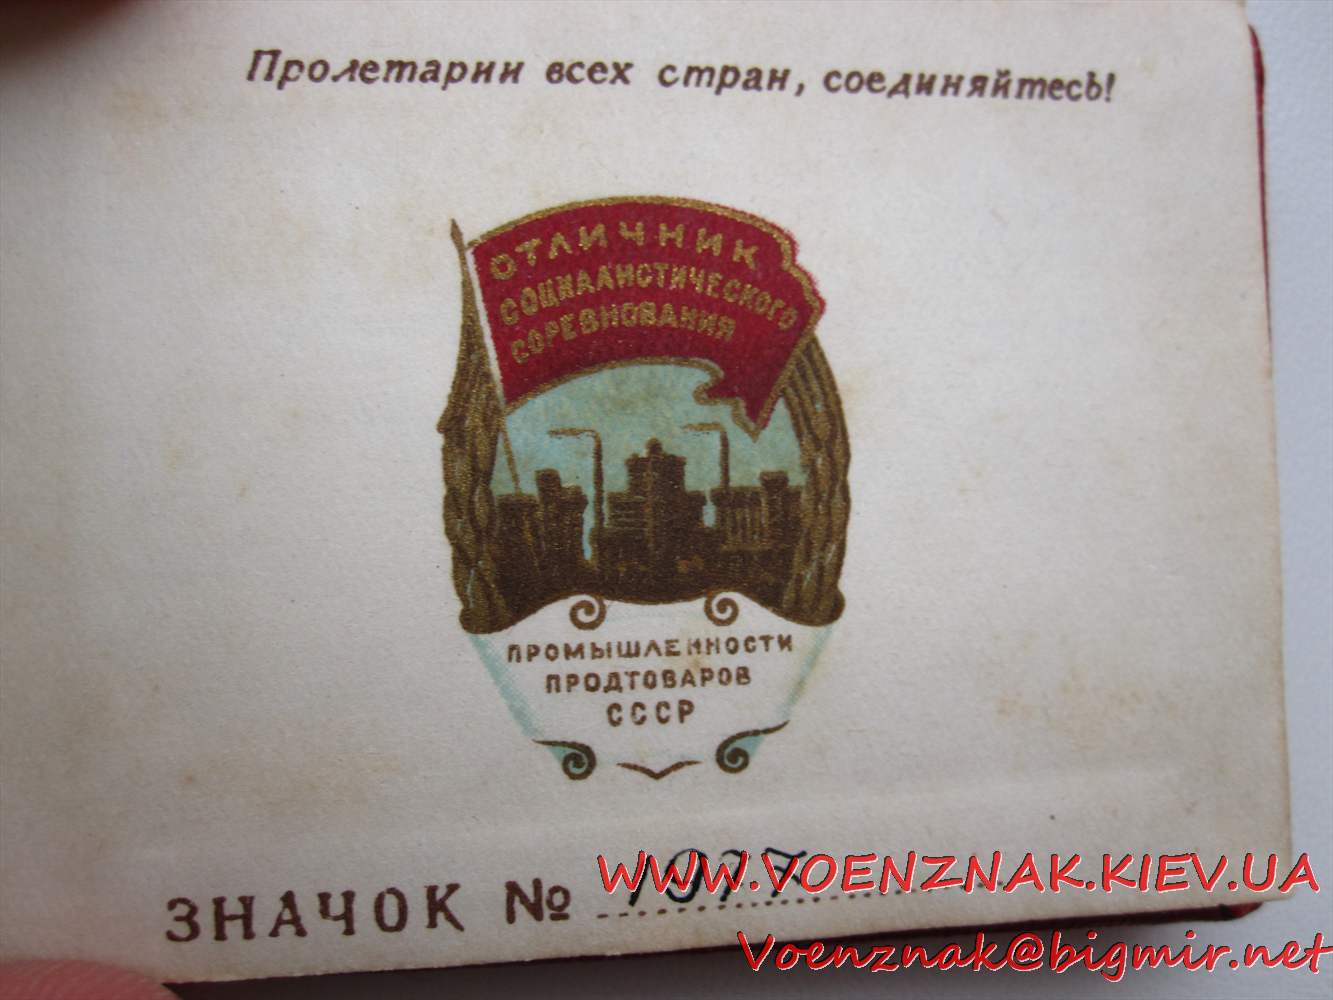 Пролетарии всех стран, соединяйтесь!
ОТЛИЧНИК
СОЦИАЛИСТИЧЕСКОГО
СОРЕВНОВАНИЯ
ПРОМЫШЛЕННОСТИ
ПРОДТОВАРОВ
СССР
WWW.VOENZNAK.KIEV.UA
ЗНАЧОК № 1977
Voenznak@bigmir.net